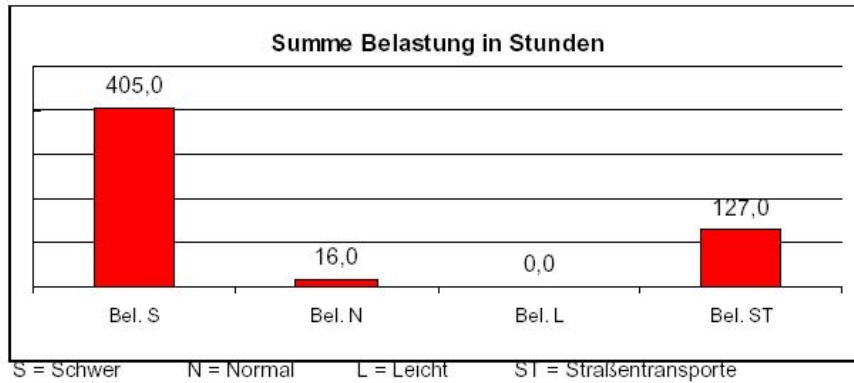 Summe Belastung in Stunden
405,0
16,0
0,0
127,0
Bel. S Bel. N Bel. L Bel. ST
S = Schwer N = Normal L = Leicht ST = Straßentransporte